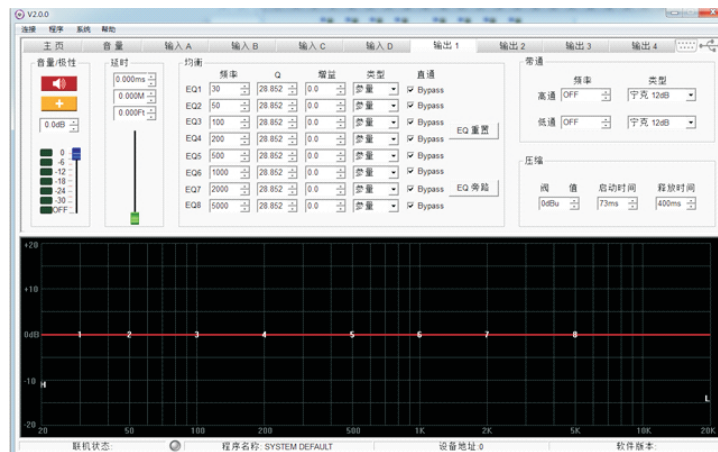 V2.0.0
连接 程序 系统 帮助
主页 音量 输入 A 输入 B 输入 C 输入 D 输出 1 输出 2 输出 3 输出 4
音量/极性 延时 均衡 带通
频率 Q 增益 类型 直通
频率 类型
0.000ms
0.000M
0.000Ft
+
0.0dB
EQ1 30 28.852 0.0 参量 Bypass
EQ2 50 28.852 0.0 参量 Bypass
EQ3 100 28.852 0.0 参量 Bypass
EQ4 200 28.852 0.0 参量 Bypass
EQ5 500 28.852 0.0 参量 Bypass
EQ6 1000 28.852 0.0 参量 Bypass
EQ7 2000 28.852 0.0 参量 Bypass
EQ8 5000 28.852 0.0 参量 Bypass
EQ 重置
EQ 旁路
高通 OFF 宁克 12dB
低通 OFF 宁克 12dB
压缩
阀 值 启动时间 释放时间
0dBu 73ms 400ms
0
-6
-12
-18
-24
-30
OFF
+20
+10
0dB 1 2 3 4 5 6 7 8
-10 H
L
-20
20 50 100 200 500 1K 2K 5K 10K 20K
联机状态: 程序名称: SYSTEM DEFAULT 设备地址:0 软件版本: